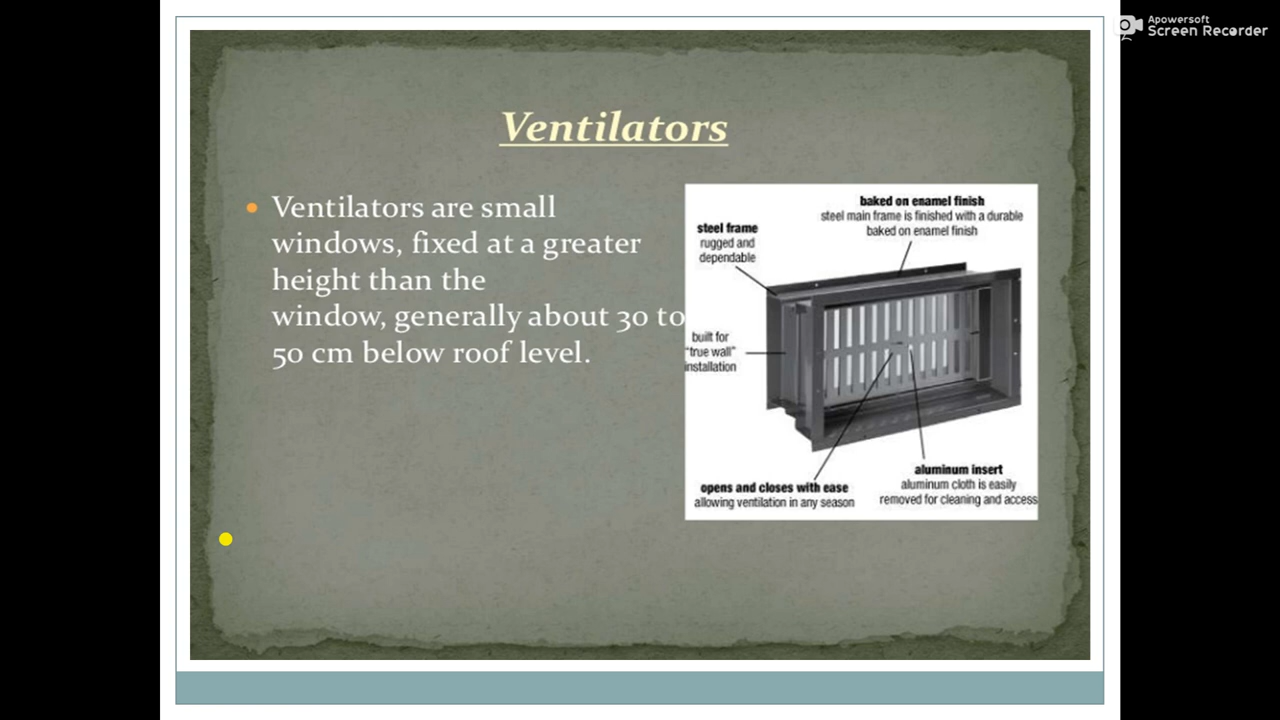 Apowersoft
Screen Recorder
Ventilators
Ventilators are small
windows, fixed at a greater
height than the
window, generally about 30 to
50 cm below roof level.
baked on enamel finish
steel main frame is finished with a durable
baked on enamel finish
steel frame
rugged and
dependable
built for
"true wall"
installation
opens and closes with ease
allowing ventilation in any season
aluminum insert
aluminum cloth is easily
removed for cleaning and access